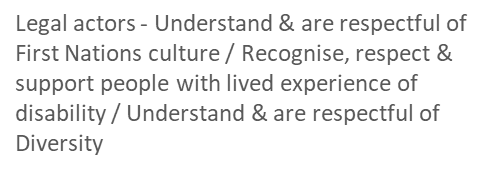 Legal actors - Understand & are respectful of
First Nations culture / Recognise, respect &
support people with lived experience of
disability / Understand & are respectful of
Diversity